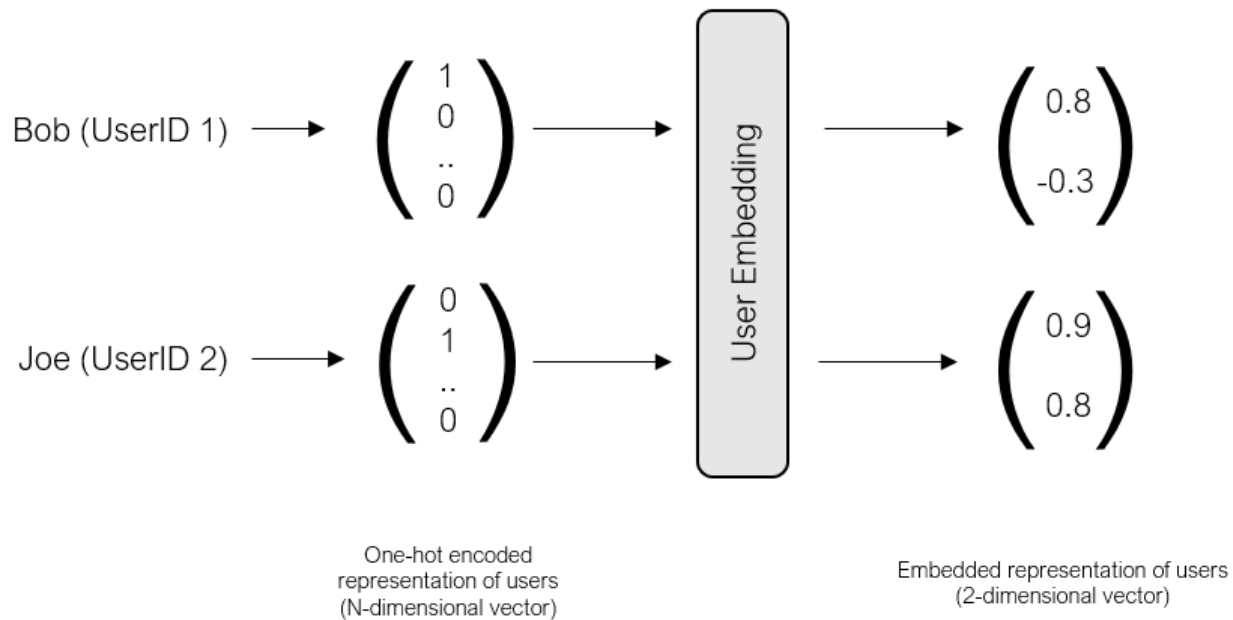 Bob (UserID 1)
1
0
..
0
User Embedding
0.8
-0.3
Joe (UserID 2)
0
1
..
0
0.9
0.8
One-hot encoded
representation of users
(N-dimensional vector)
Embedded representation of users
(2-dimensional vector)